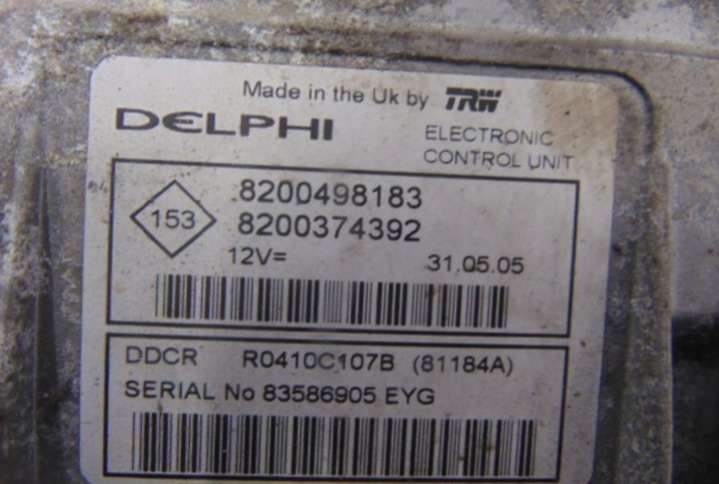 Made in the Uk by TRW
DELPHI
ELECTRONIC
CONTROL UNIT
153
8200498183
8200374392
12V=
31.05.05
DDCR R0410C107B (81184A)
SERIAL No 83586905 EYG